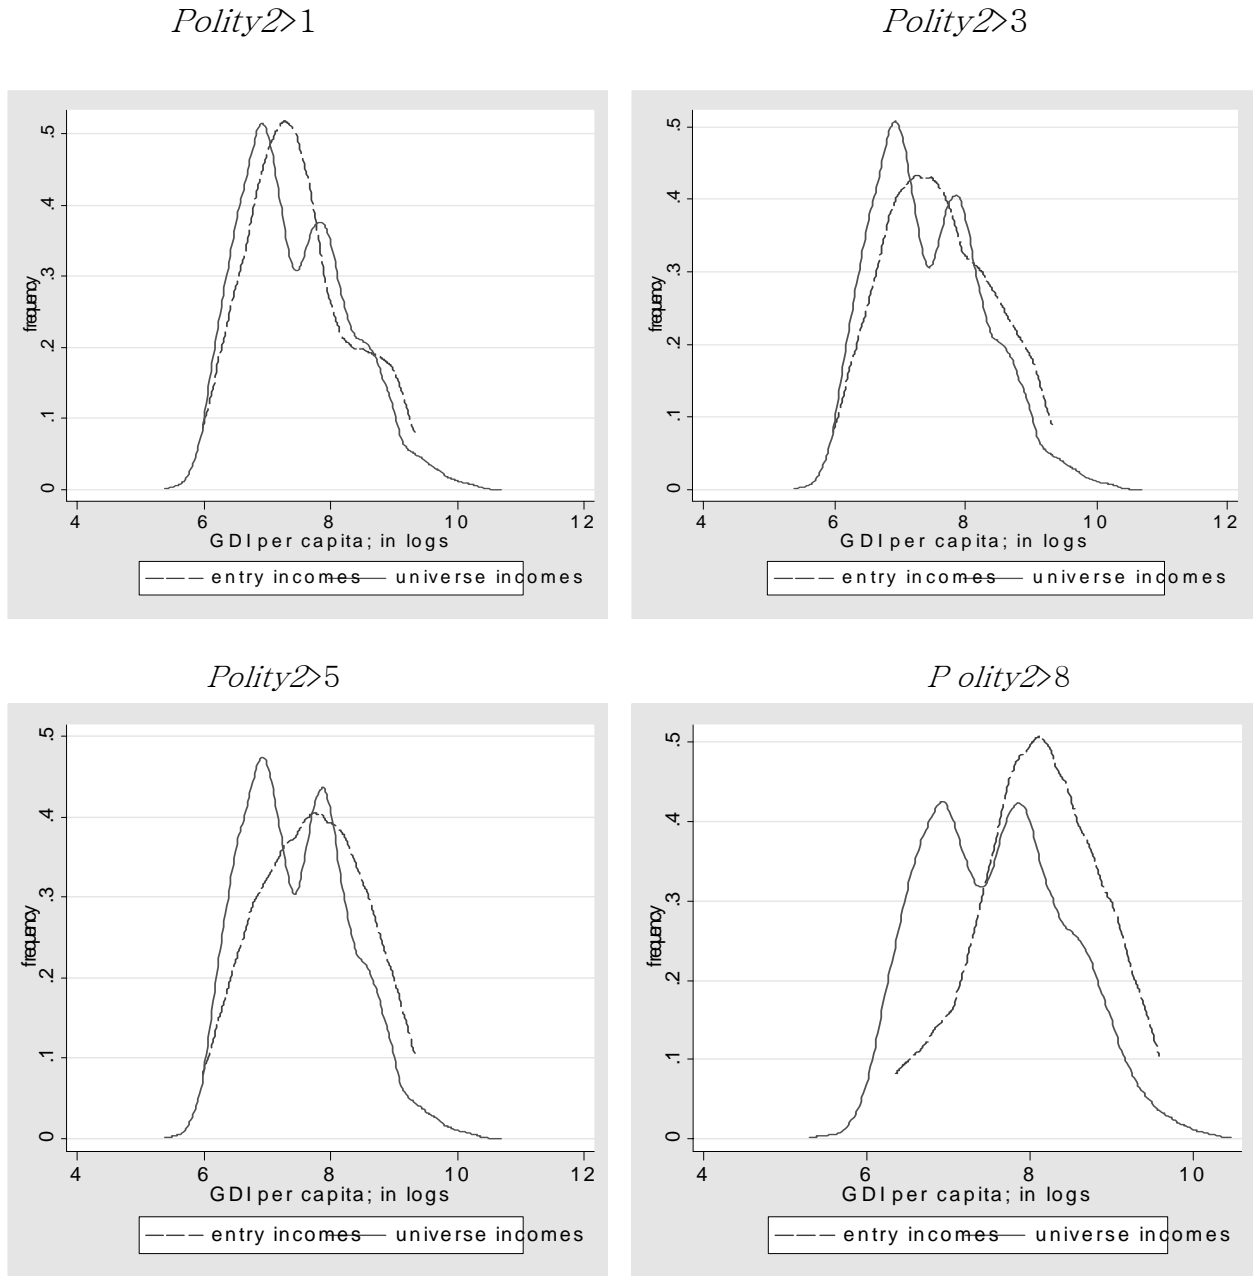 Polity2>1
Polity2>3
.5
.4
.3
.2
.1
0
frequency
4 6 8 10 12
GDI per capita; in logs
entry incomes universe incomes
.5
.4
.3
.2
.1
0
frequency
4 6 8 10 12
GDI per capita; in logs
entry incomes universe incomes
Polity2>5
P olity2>8
.5
.4
.3
.2
.1
0
frequency
4 6 8 10 12
GDI per capita; in logs
entry incomes universe incomes
.5
.4
.3
.2
.1
0
frequency
4 6 8 10
GDI per capita; in logs
entry incomes universe incomes